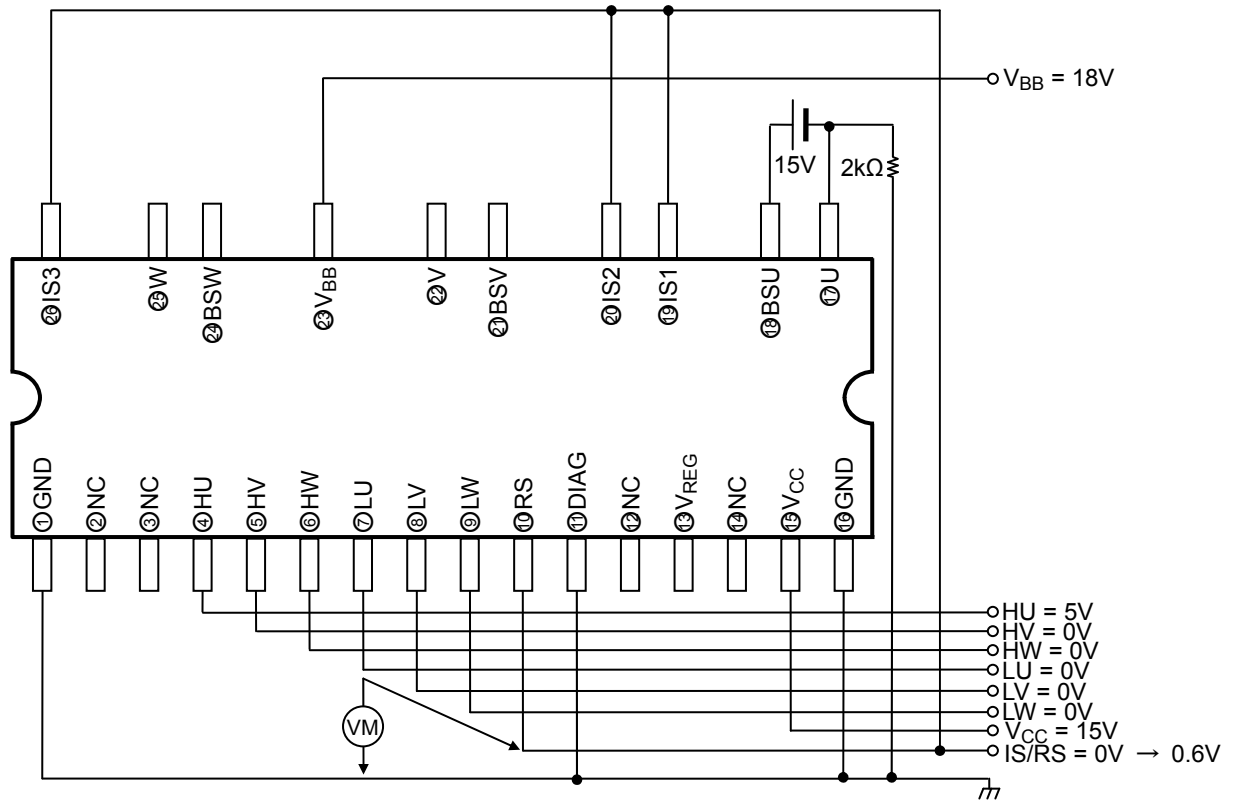 V_BB = 18V
15V
2kΩ
㉖IS3
㉕W
㉔BSW
㉓V_BB
㉒V
㉑BSV
⑳IS2
⑲IS1
⑱BSU
⑰U
①GND
②NC
③NC
④HU
⑤HV
⑥HW
⑦LU
⑧LV
⑨LW
⑩RS
⑪DIAG
⑫NC
⑬V_REG
⑭NC
⑮V_CC
⑯GND
HU = 5V
HV = 0V
HW = 0V
LU = 0V
LV = 0V
LW = 0V
V_CC = 15V
IS/RS = 0V → 0.6V
VM